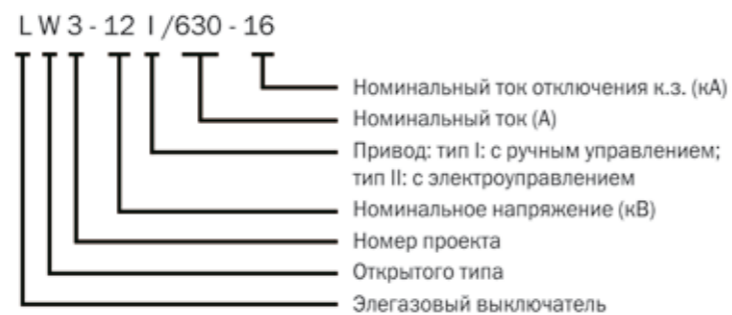 LW3-12 I/630-16
Номинальный ток отключения к.з. (кА)
Номинальный ток (А)
Привод: тип I: с ручным управлением;
тип II: с электроуправлением
Номинальное напряжение (кВ)
Номер проекта
Открытого типа
Элегазовый выключатель